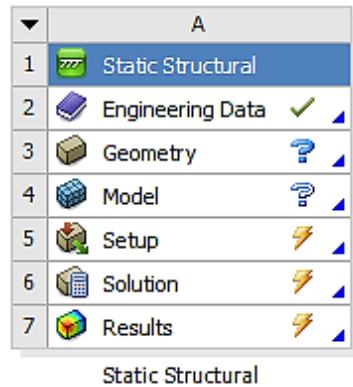 A
1 Static Structural
2 Engineering Data
3 Geometry
4 Model
5 Setup
6 Solution
7 Results
Static Structural